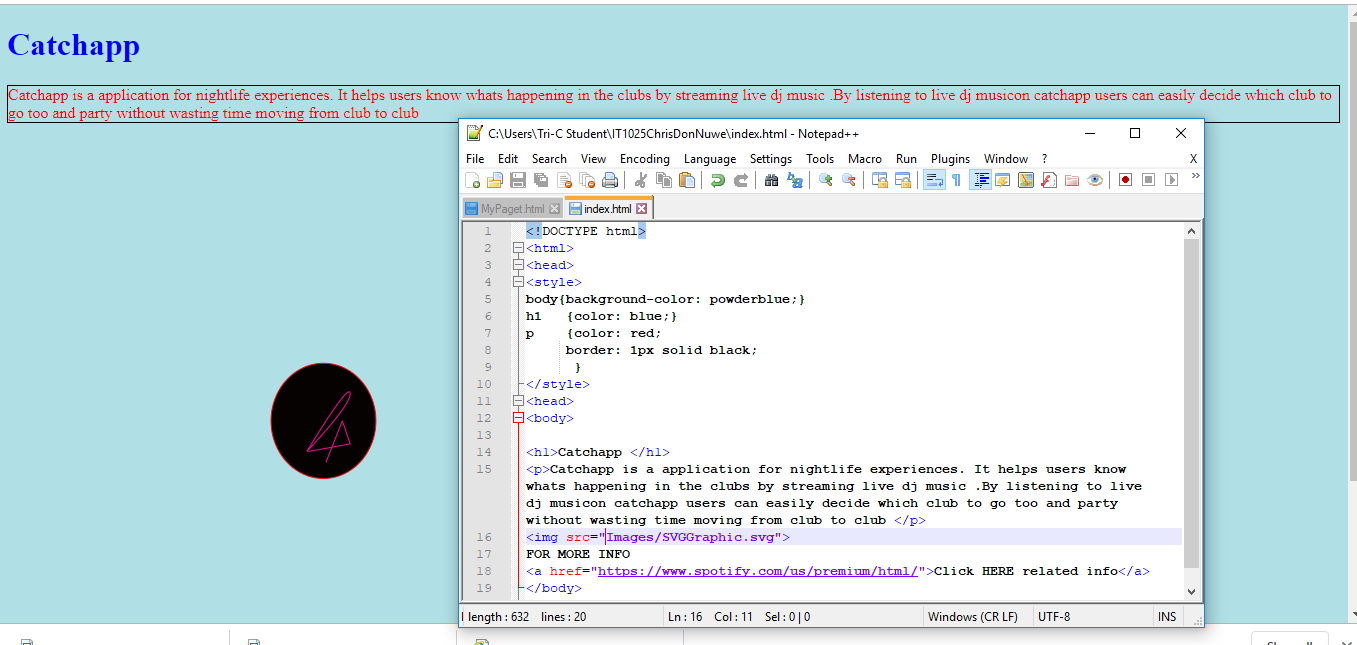 Catchapp
Catchapp is a application for nightlife experiences. It helps users know whats happening in the clubs by streaming live dj music .By listening to live dj musicon catchapp users can easily decide which club to
go too and party without wasting time moving from club to club
C:\Users\Tri-C Student\IT1025ChrisDonNuwe\index.html - Notepad++
File Edit Search View Encoding Language Settings Tools Macro Run Plugins Window ? X
MyPaget.html index.html
1 <!DOCTYPE html>
2 <html>
3 <head>
4 <style>
5 body{background-color: powderblue;}
6 h1 {color: blue;}
7 p {color: red;
8 border: 1px solid black;
9 }
10 </style>
11 <head>
12 <body>
13
14 <h1>Catchapp </h1>
15 <p>Catchapp is a application for nightlife experiences. It helps users know
whats happening in the clubs by streaming live dj music .By listening to live
dj musicon catchapp users can easily decide which club to go too and party
without wasting time moving from club to club </p>
16 <img src="Images/SVGGraphic.svg">
17 FOR MORE INFO
18 <a href="https://www.spotify.com/us/premium/html/">Click HERE related info</a>
19 </body>
length : 632 lines : 20 Ln : 16 Col : 11 Sel : 0 | 0 Windows (CR LF) UTF-8 INS